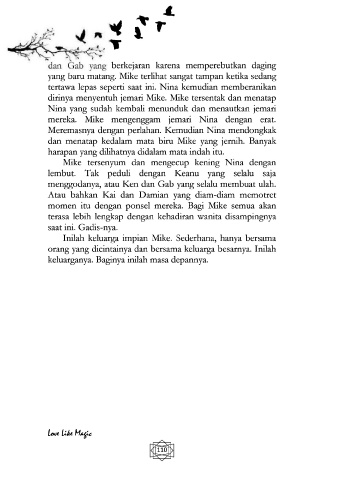 dan Gab yang berkejaran karena memperebutkan daging
yang baru matang. Mike terlihat sangat tampan ketika sedang
tertawa lepas seperti saat ini. Nina kemudian memberanikan
dirinya menyentuh jemari Mike. Mike tersentak dan menatap
Nina yang sudah kembali menunduk dan menautkan jemari
mereka. Mike mengenggam jemari Nina dengan erat.
Meremasnya dengan perlahan. Kemudian Nina mendongkak
dan menatap kedalam mata biru Mike yang jernih. Banyak
harapan yang dilihatnya didalam mata indah itu.
Mike tersenyum dan mengecup kening Nina dengan
lembut. Tak peduli dengan Keanu yang selalu saja
menggodanya, atau Ken dan Gab yang selalu membuat ulah.
Atau bahkan Kai dan Damian yang diam-diam memotret
momen itu dengan ponsel mereka. Bagi Mike semua akan
terasa lebih lengkap dengan kehadiran wanita disampingnya
saat ini. Gadis-nya.
Inilah keluarga impian Mike. Sederhana, hanya bersama
orang yang dicintainya dan bersama keluarga besarnya. Inilah
keluarganya. Baginya inilah masa depannya.
Love Like Magic
110